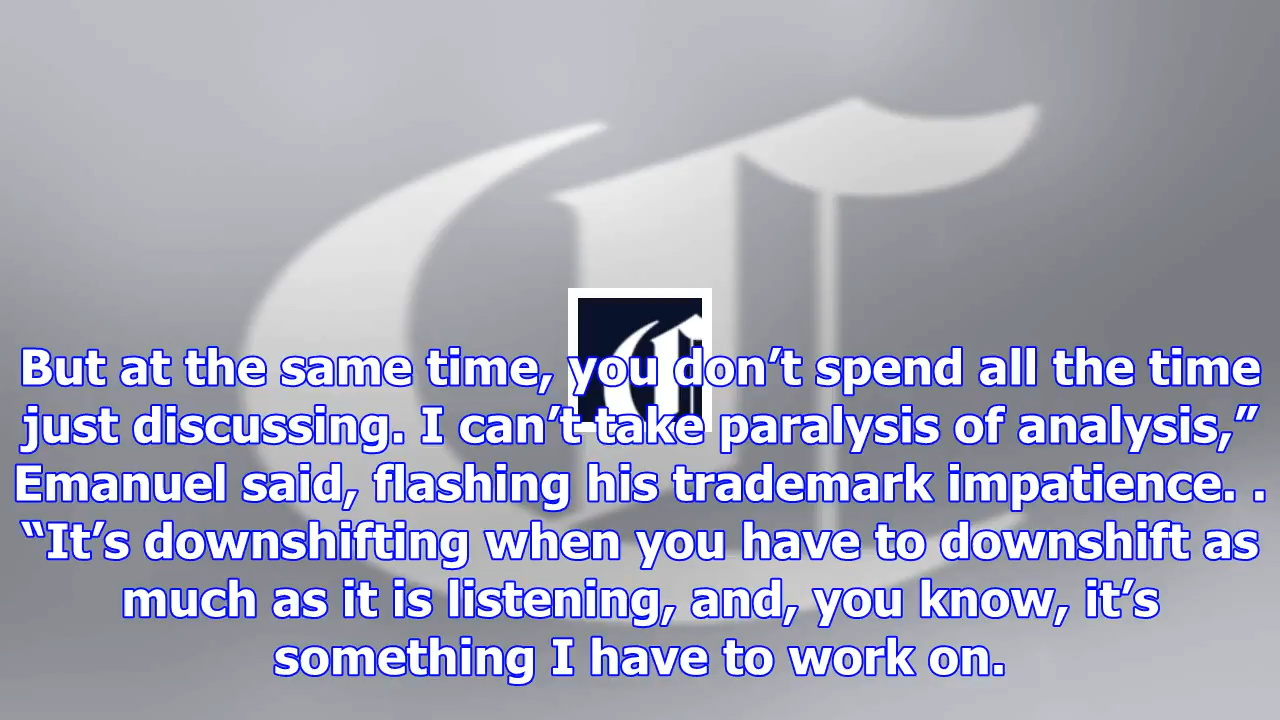 But at the same time, you don’t spend all the time
just discussing. I can’t take paralysis of analysis,”
Emanuel said, flashing his trademark impatience. .
“It’s downshifting when you have to downshift as
much as it is listening, and, you know, it’s
something I have to work on.